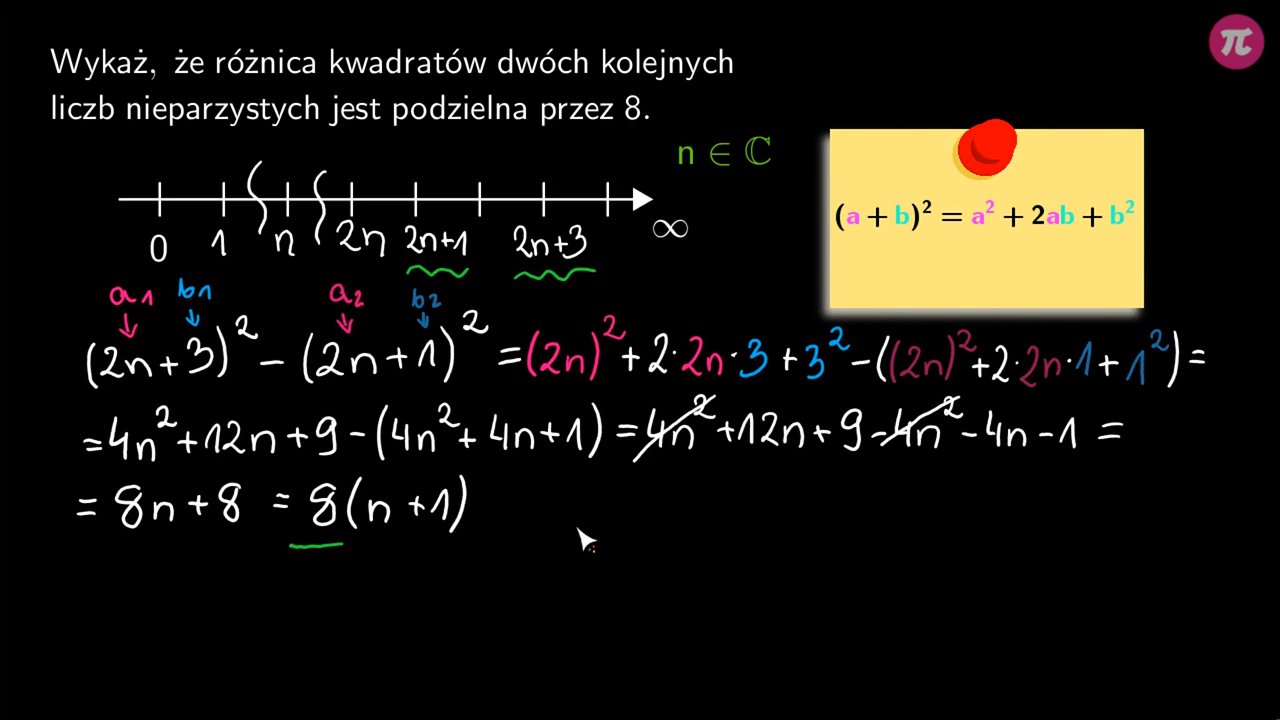 Wykaż, że różnica kwadratów dwóch kolejnych
liczb nieparzystych jest podzielna przez 8.
π
n ∈ ℂ
(a + b)² = a² + 2ab + b²
0 1 n 2n 2n+1 2n+3 ∞
a₁ b₁ a₂ b₂
(2n+3)² − (2n+1)² = (2n)² + 2·2n·3 + 3² − ((2n)² + 2·2n·1 + 1²) =
= 4n² + 12n + 9 − (4n² + 4n + 1) = 4n² + 12n + 9 − 4n² − 4n − 1 =
= 8n + 8 = 8(n + 1)